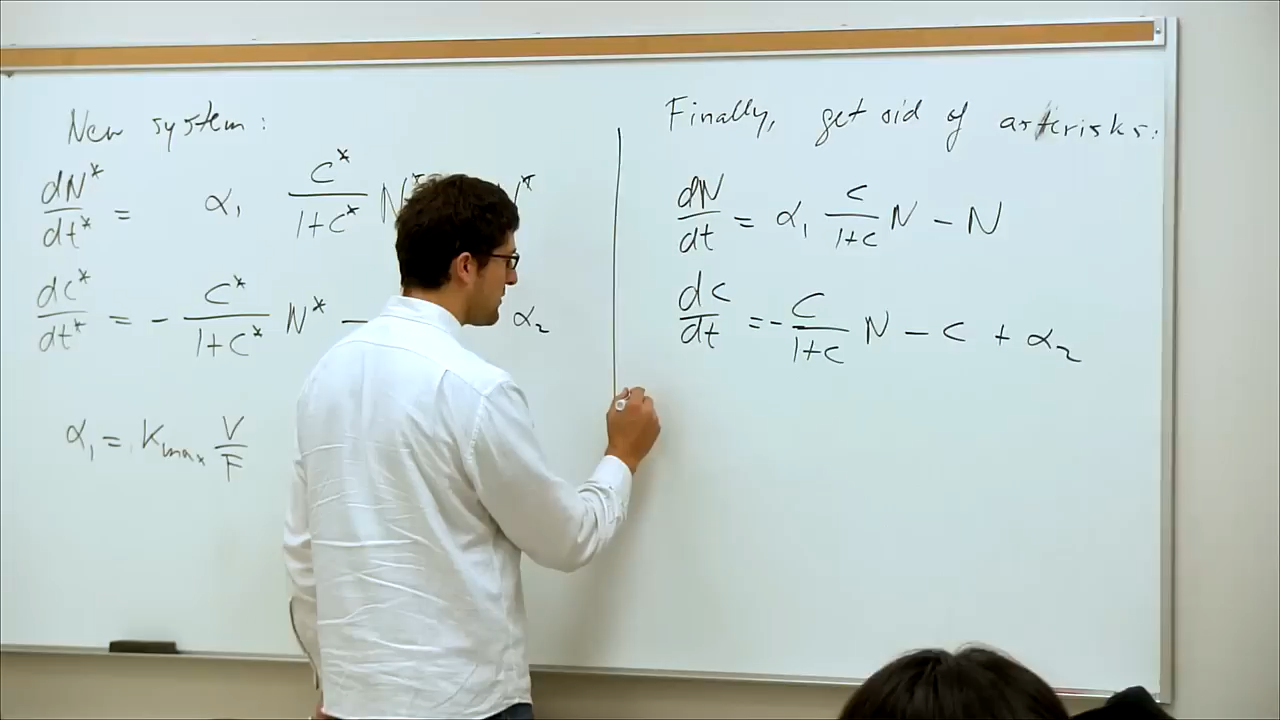 New system:
dN*/dt* = α₁ C*/(1+C*) N* N*
dc*/dt* = - C*/(1+C*) N* - α₂
α₁ = Kmax V/F
Finally, get rid of asterisks:
dN/dt = α₁ C/(1+C) N - N
dc/dt = - C/(1+C) N - C + α₂